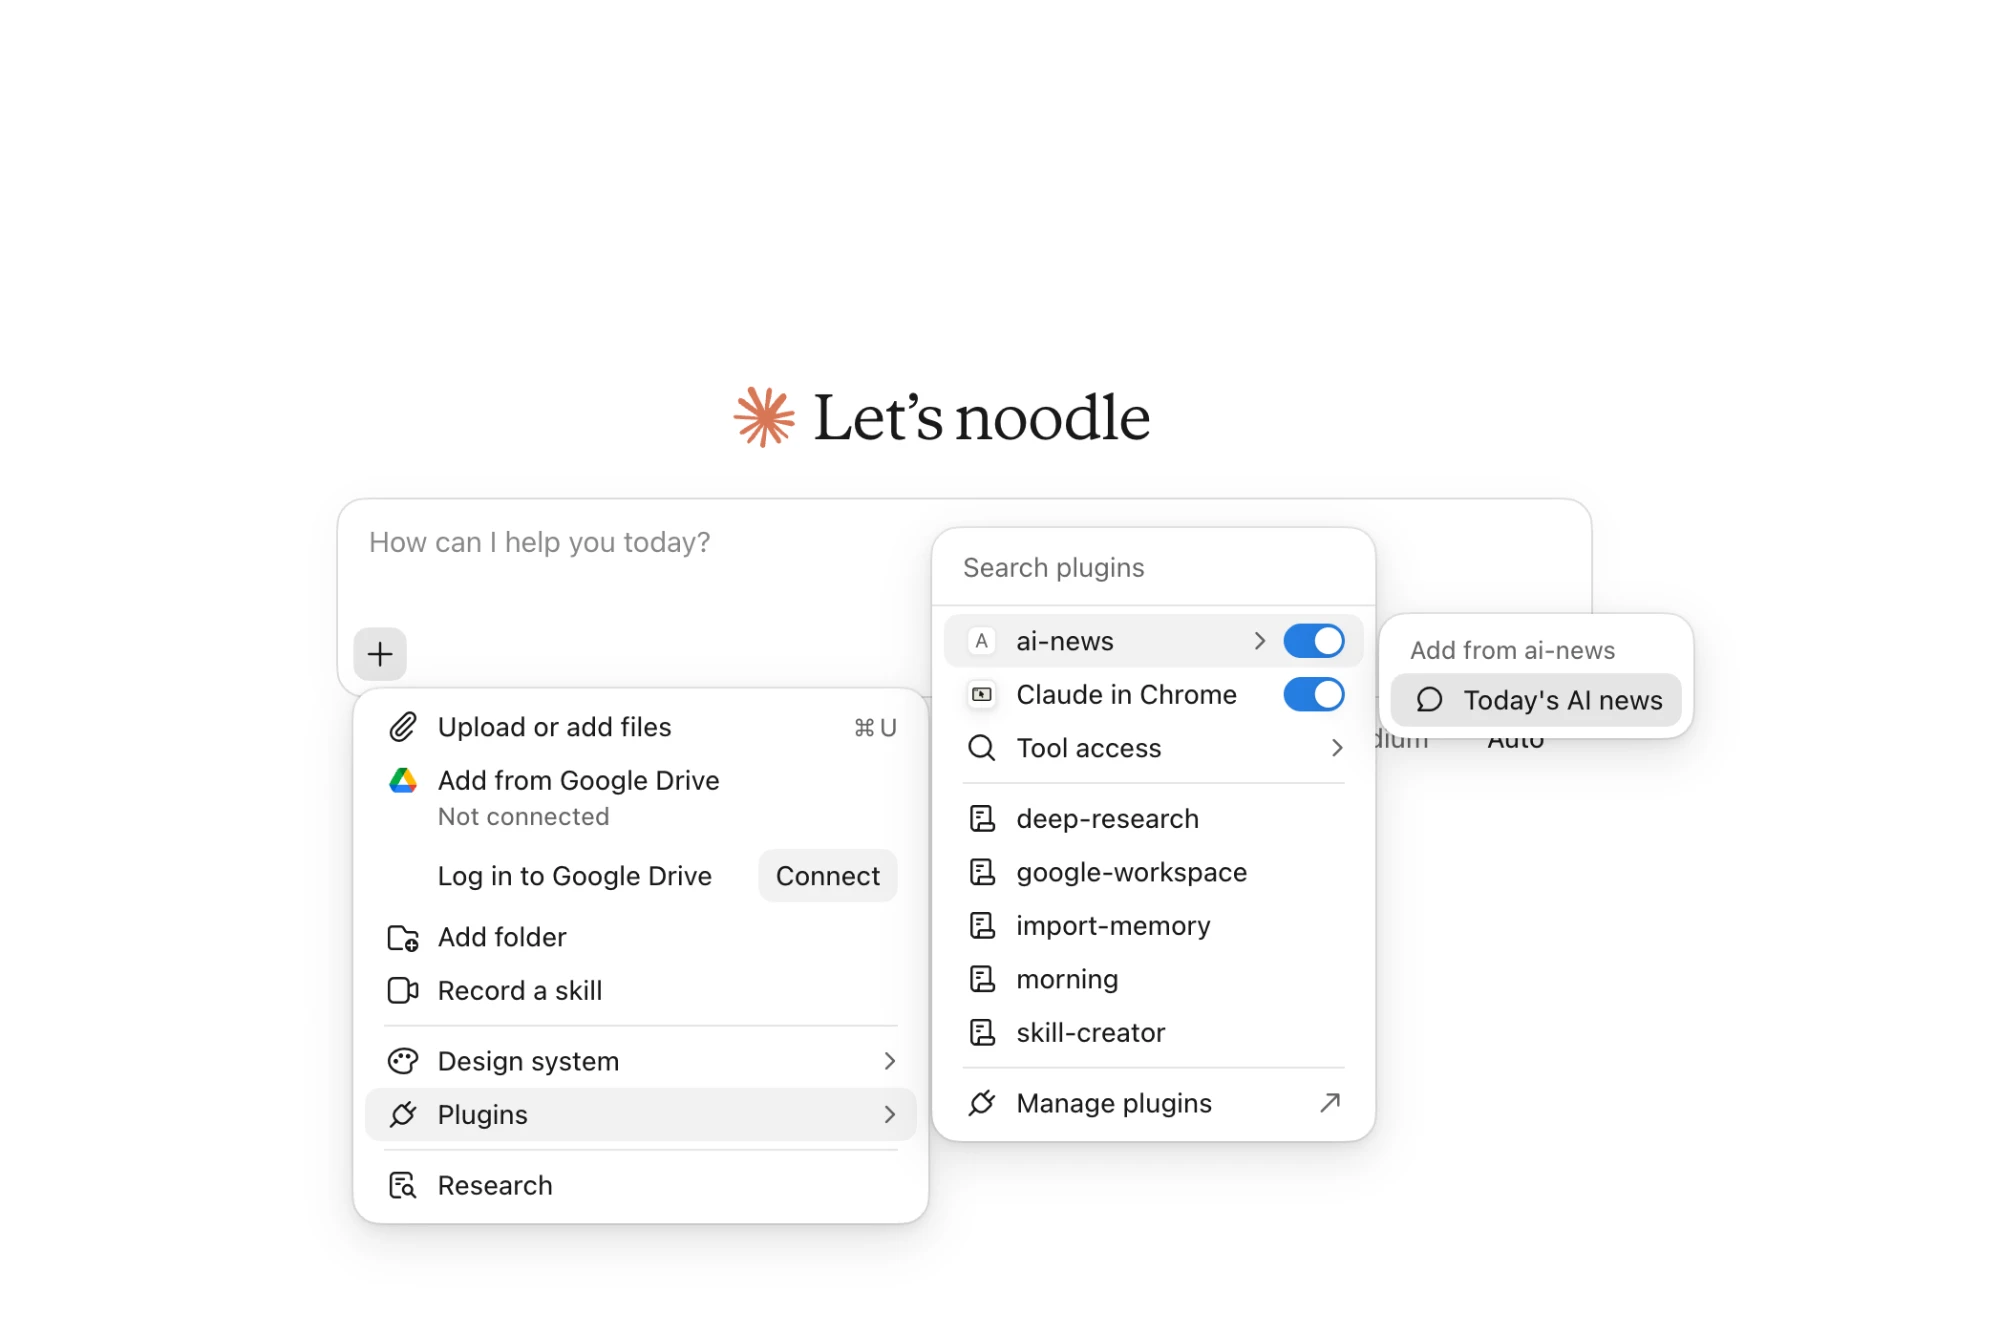 Let’s noodle
How can I help you today?
Upload or add files ⌘ U
Add from Google Drive
Not connected
Log in to Google Drive Connect
Add folder
Record a skill
Design system
Plugins
Research
Search plugins
A ai-news
Claude in Chrome
Tool access
deep-research
google-workspace
import-memory
morning
skill-creator
Manage plugins
Add from ai-news
Today's AI news
Auto